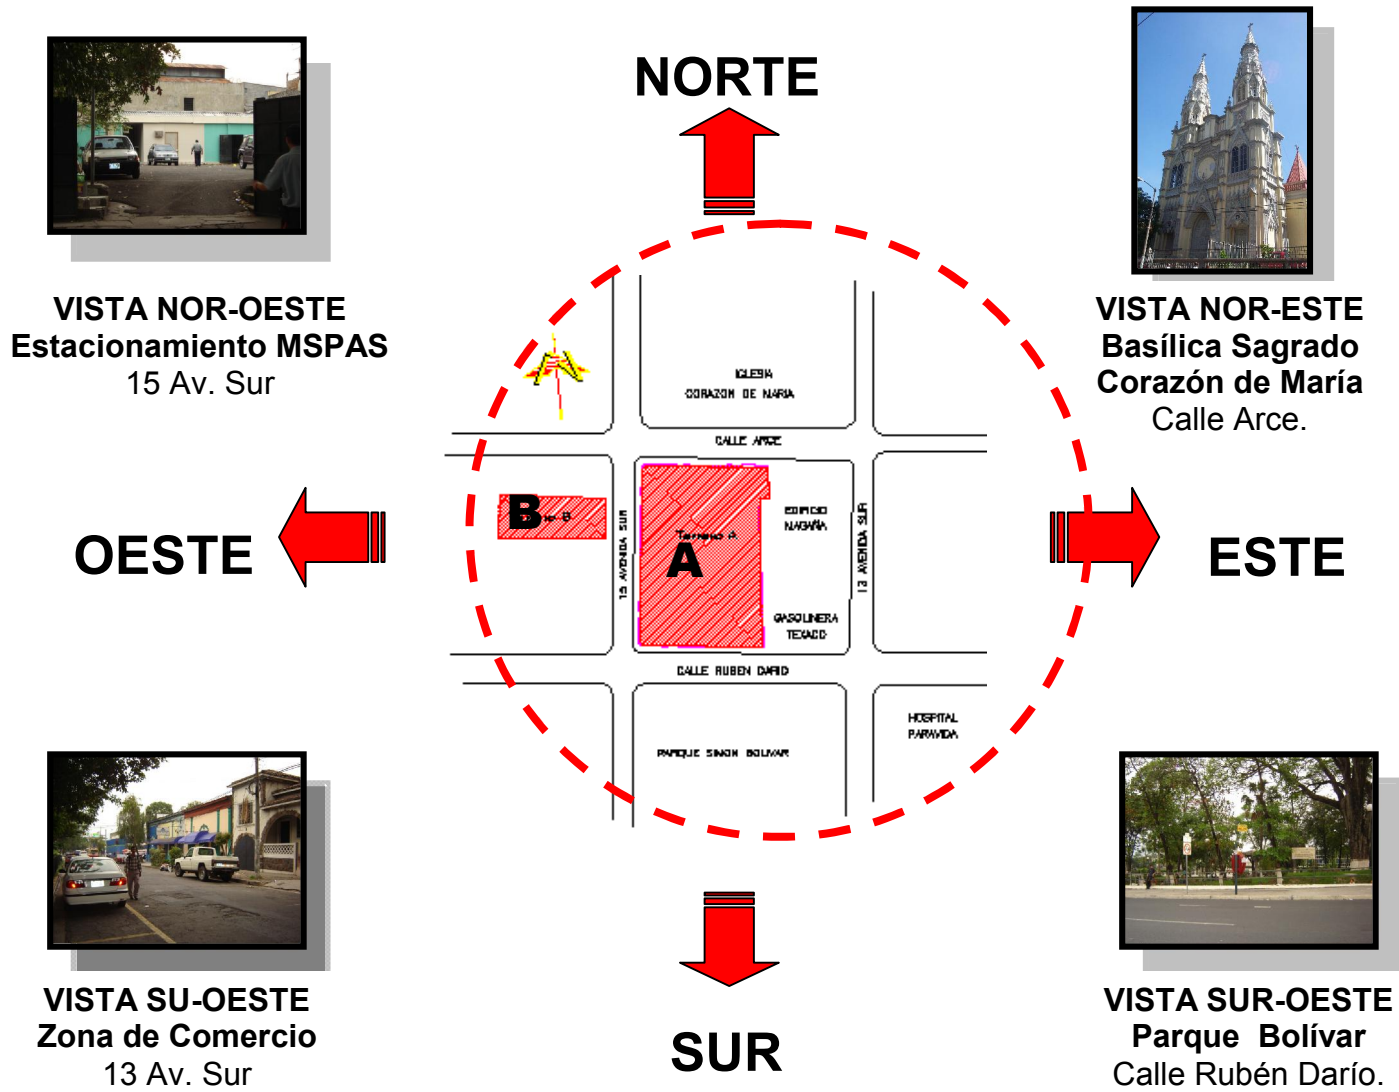 NORTE
VISTA NOR-OESTE
Estacionamiento MSPAS
15 Av. Sur
VISTA NOR-ESTE
Basílica Sagrado
Corazón de María
Calle Arce.
IGLESIA
CORAZON DE MARIA
CALLE ARCE
B
15 AVENIDA SUR
Terreno A
A
EDIFICIO
MAGAÑA
13 AVENIDA SUR
GASOLINERA
TEXACO
OESTE
ESTE
CALLE RUBEN DARIO
HOSPITAL
PARAVIDA
PARQUE SIMON BOLIVAR
VISTA SU-OESTE
Zona de Comercio
13 Av. Sur
SUR
VISTA SUR-OESTE
Parque Bolívar
Calle Rubén Darío.